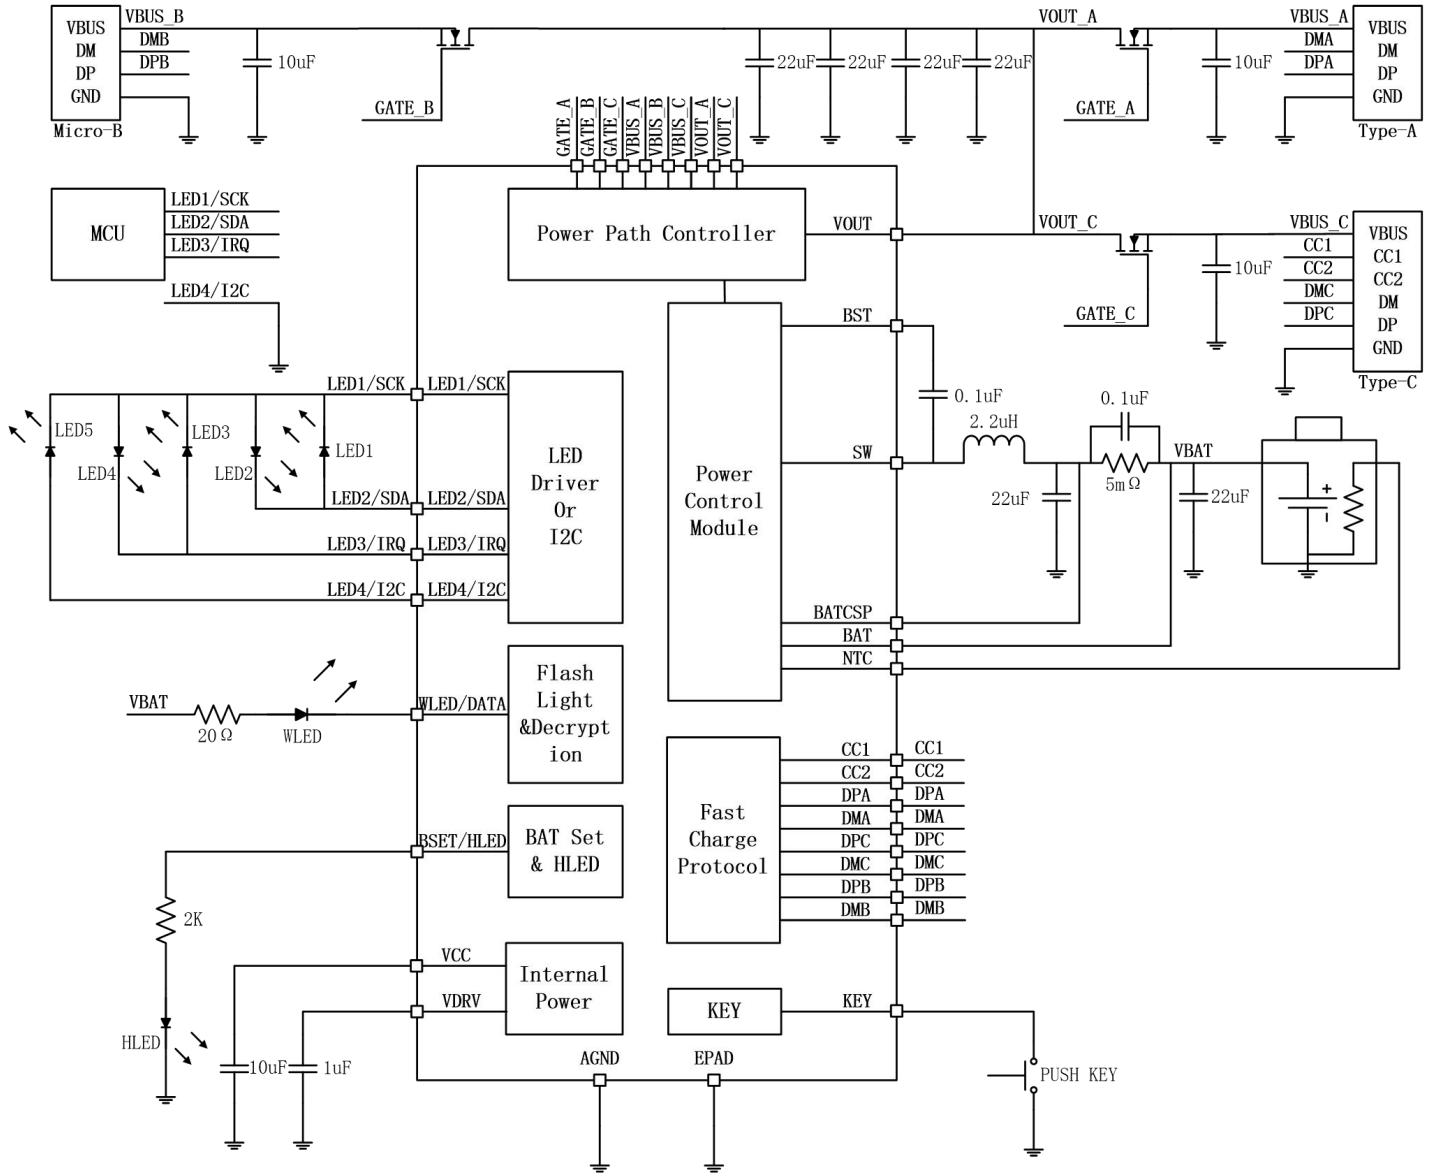 VBUS_B
VBUS
DM
DP
GND
DMB
DPB
Micro-B
10uF
GATE_B
22uF
22uF
22uF
22uF
VOUT_A
GATE_A
10uF
VBUS_A
DMA
DPA
VBUS
DM
DP
GND
Type-A
GATE_A
GATE_B
GATE_C
VBUS_A
VBUS_B
VBUS_C
VOUT_A
VOUT_C
MCU
LED1/SCK
LED2/SDA
LED3/IRQ
LED4/I2C
Power Path Controller
VOUT
VOUT_C
GATE_C
10uF
VBUS_C
CC1
CC2
DMC
DPC
VBUS
CC1
CC2
DM
DP
GND
Type-C
BST
0.1uF
2.2uH
0.1uF
5mΩ
SW
VBAT
22uF
22uF
+
-
Power
Control
Module
BATCSP
BAT
NTC
LED1/SCK
LED1/SCK
LED5
LED4
LED3
LED2
LED1
LED2/SDA
LED2/SDA
LED3/IRQ
LED3/IRQ
LED4/I2C
LED4/I2C
LED
Driver
Or
I2C
VBAT
20Ω
WLED
WLED/DATA
Flash
Light
&Decrypt
ion
BSET/HLED
BAT Set
& HLED
2K
HLED
Fast
Charge
Protocol
CC1
CC1
CC2
CC2
DPA
DPA
DMA
DMA
DPC
DPC
DMC
DMC
DPB
DPB
DMB
DMB
VCC
VDRV
Internal
Power
10uF
1uF
KEY
KEY
PUSH KEY
AGND
EPAD